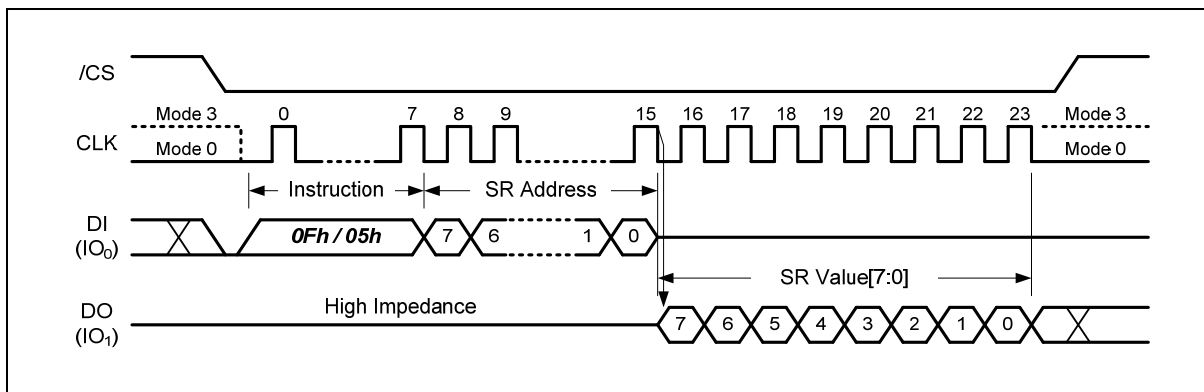 /CS
Mode 3 0 7 8 9 15 16 17 18 19 20 21 22 23 Mode 3
CLK
Mode 0 Mode 0
Instruction SR Address
DI
(IO₀)
0Fh / 05h 7 6 1 0
SR Value[7:0]
High Impedance
DO
(IO₁)
7 6 5 4 3 2 1 0